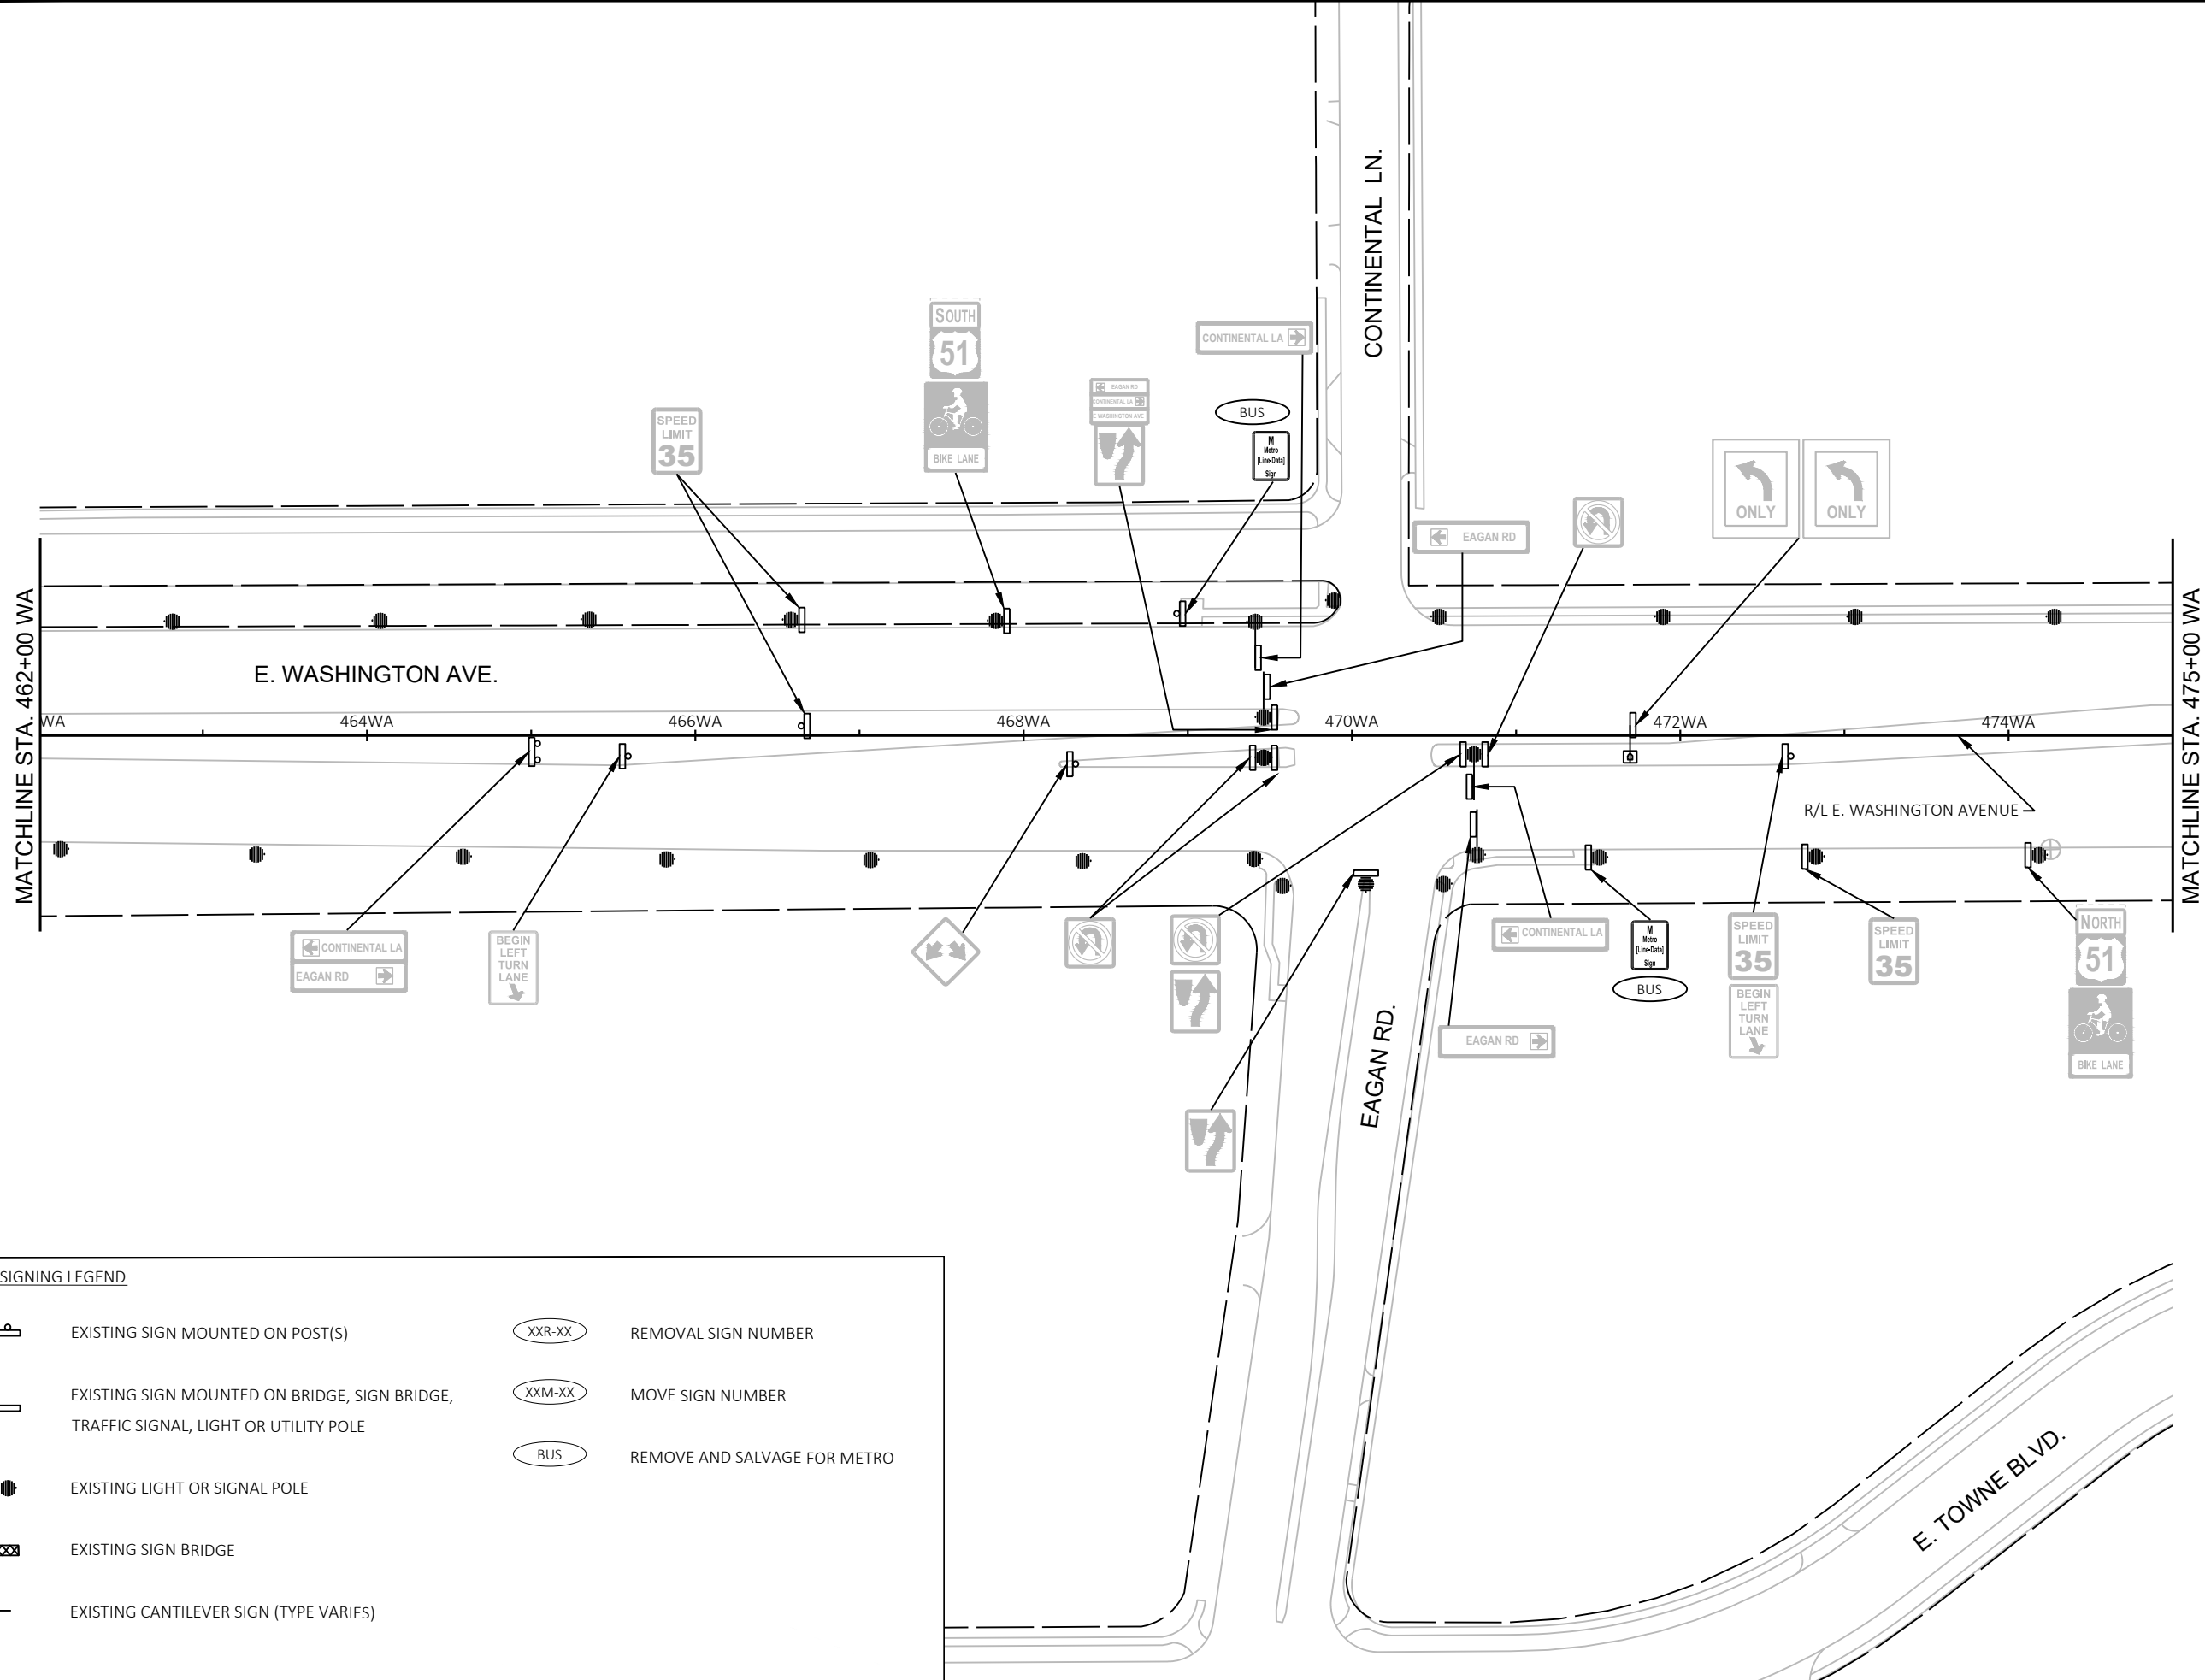 CONTINENTAL LN.
SOUTH
51
BIKE LANE
CONTINENTAL LA
EAGAN RD
CONTINENTAL LA
E WASHINGTON AVE
BUS
M
Metro
[Line-Data]
Sign
SPEED
LIMIT
35
ONLY
ONLY
EAGAN RD
MATCHLINE STA. 462+00 WA
E. WASHINGTON AVE.
WA
464WA
466WA
468WA
470WA
472WA
474WA
MATCHLINE STA. 475+00 WA
R/L E. WASHINGTON AVENUE
CONTINENTAL LA
EAGAN RD
BEGIN
LEFT
TURN
LANE
CONTINENTAL LA
M
Metro
[Line-Data]
Sign
BUS
SPEED
LIMIT
35
BEGIN
LEFT
TURN
LANE
SPEED
LIMIT
35
NORTH
51
BIKE LANE
EAGAN RD
EAGAN RD.
E. TOWNE BLVD.
SIGNING LEGEND
EXISTING SIGN MOUNTED ON POST(S)
EXISTING SIGN MOUNTED ON BRIDGE, SIGN BRIDGE,
TRAFFIC SIGNAL, LIGHT OR UTILITY POLE
EXISTING LIGHT OR SIGNAL POLE
EXISTING SIGN BRIDGE
EXISTING CANTILEVER SIGN (TYPE VARIES)
XXR-XX REMOVAL SIGN NUMBER
XXM-XX MOVE SIGN NUMBER
BUS REMOVE AND SALVAGE FOR METRO